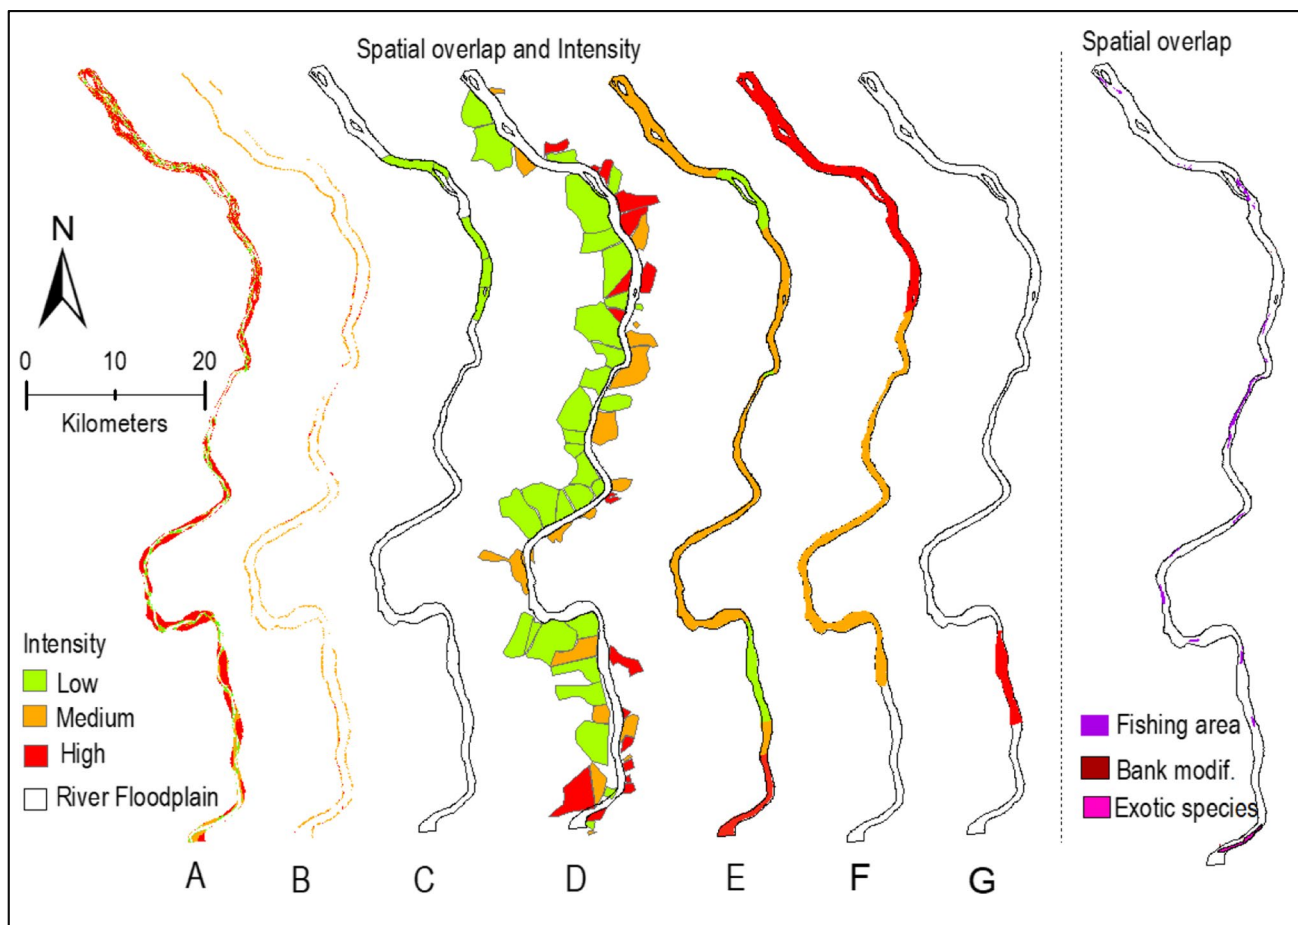 Spatial overlap and Intensity
Spatial overlap
N
0 10 20
Kilometers
Intensity
Low
Medium
High
River Floodplain
Fishing area
Bank modif.
Exotic species
A B C D E F G